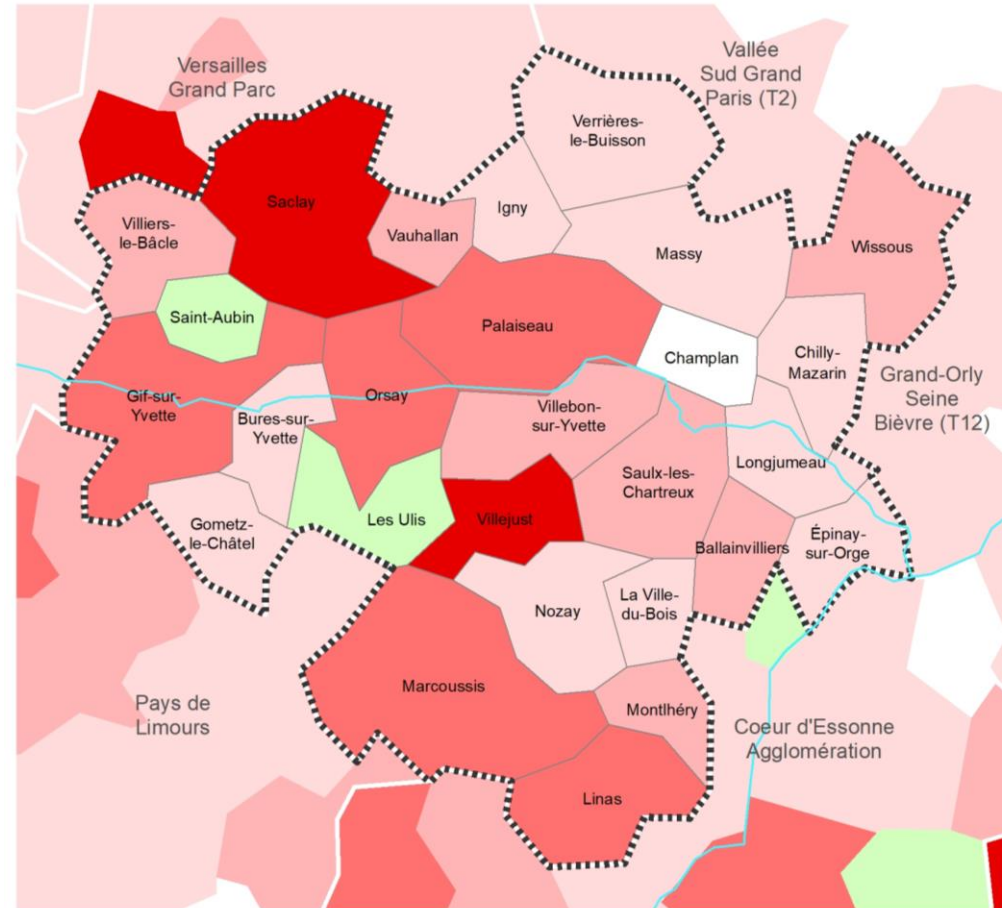 Versailles
Grand Parc
Vallée
Sud Grand
Paris (T2)
Verrières-
le-Buisson
Saclay
Igny
Villiers-
le-Bâcle
Vauhallan
Massy
Wissous
Saint-Aubin
Palaiseau
Champlan
Chilly-
Mazarin
Grand-Orly
Seine
Bièvre (T12)
Gif-sur-
Yvette
Orsay
Bures-sur-
Yvette
Villebon-
sur-Yvette
Longjumeau
Saulx-les-
Chartreux
Gometz-
le-Châtel
Les Ulis
Villejust
Ballainvilliers
Épinay-
sur-Orge
Nozay
La Ville-
du-Bois
Marcoussis
Montlhéry
Pays de
Limours
Coeur d'Essonne
Agglomération
Linas